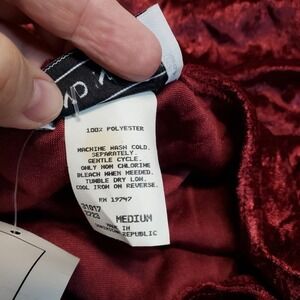 100% POLYESTER
MACHINE WASH COLD.
SEPARATELY.
GENTLE CYCLE.
ONLY NON CHLORINE
BLEACH WHEN NEEDED.
TUMBLE DRY LOW.
COOL IRON ON REVERSE.
RN 19747
31017
MEDIUM
REPUBLIC